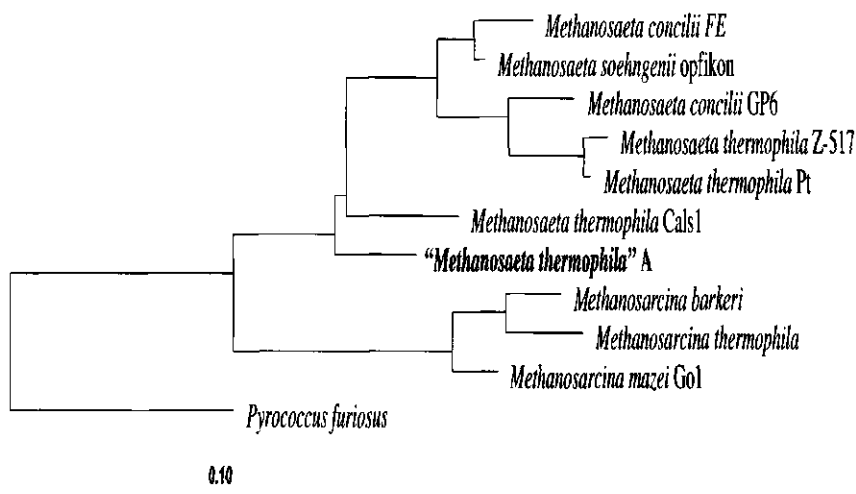 Methanosaeta concilii FE
Methanosaeta soehngenii opfikon
Methanosaeta concilii GP6
Methanosaeta thermophila Z-517
Methanosaeta thermophila Pt
Methanosaeta thermophila Cals1
“Methanosaeta thermophila” A
Methanosarcina barkeri
Methanosarcina thermophila
Methanosarcina mazei Go1
Pyrococcus furiosus
0.10